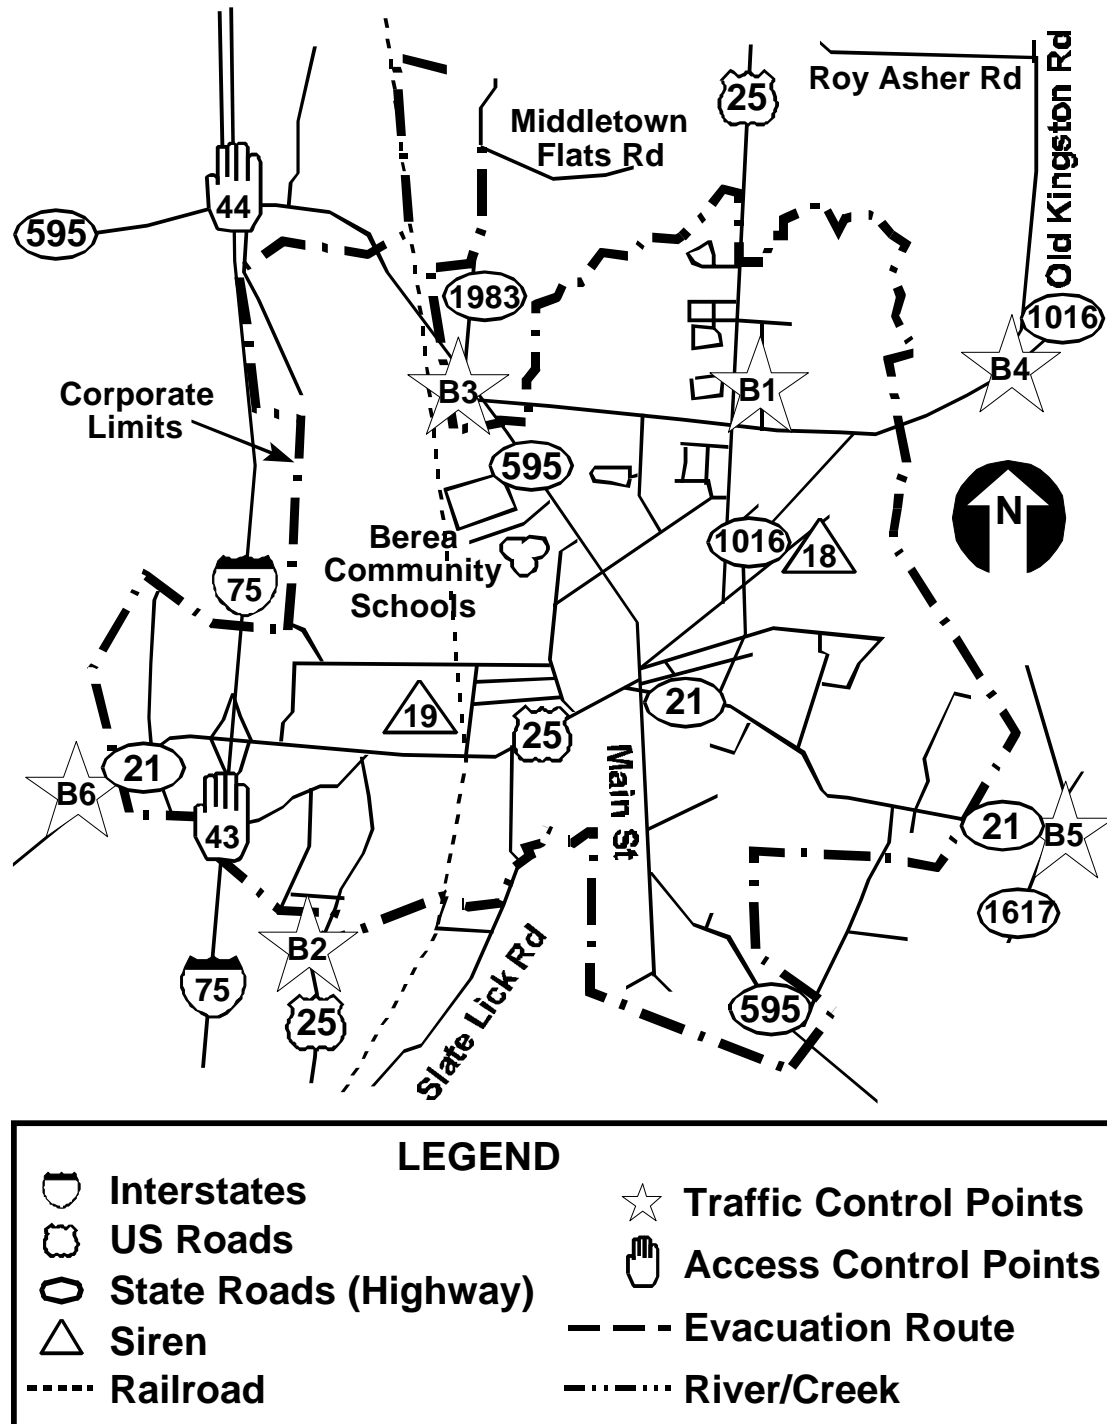 25
Roy Asher Rd
Old Kingston Rd
Middletown
Flats Rd
44
595
1983
1016
B3
B1
B4
Corporate
Limits
595
N
1016
18
Berea
Community
Schools
75
19
21
25
21
Main St
B6
43
21
B5
1617
B2
75
25
Slate Lick Rd
595
LEGEND
Interstates
US Roads
State Roads (Highway)
Siren
Railroad
Traffic Control Points
Access Control Points
Evacuation Route
River/Creek